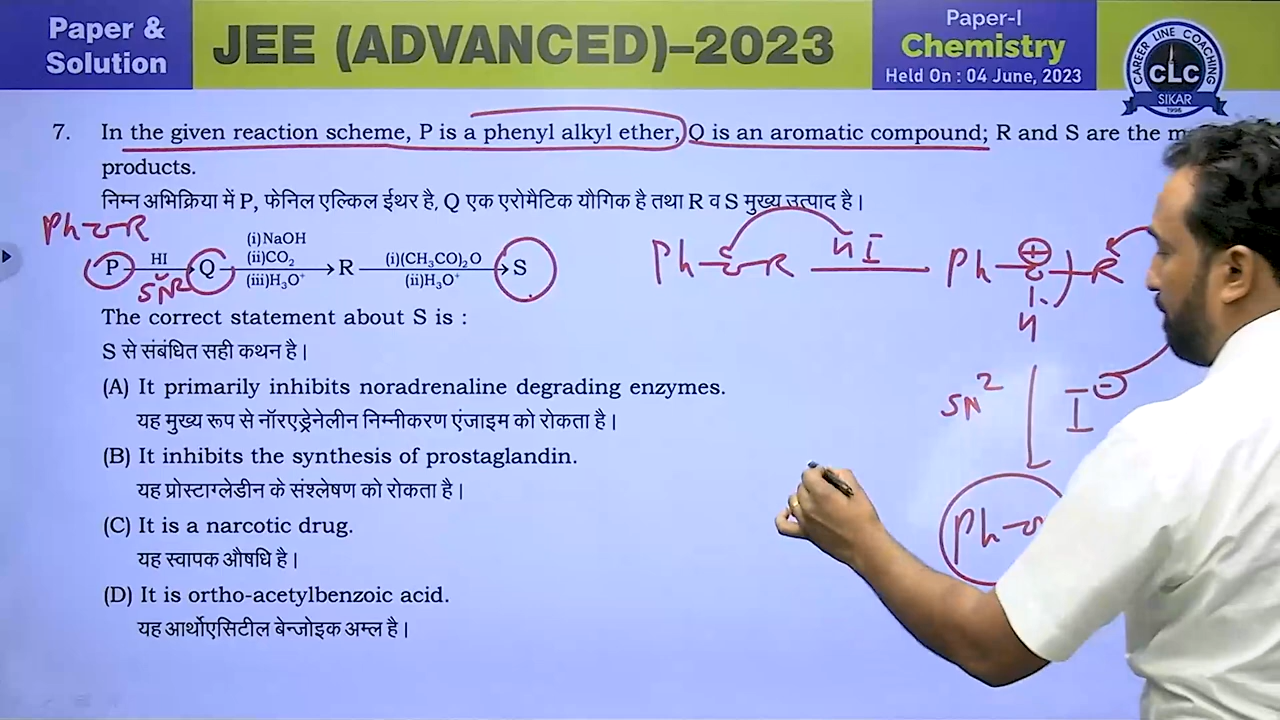 Paper &
Solution
JEE (ADVANCED)–2023
Paper-I
Chemistry
Held On : 04 June, 2023
CAREER LINE COACHING
CLC
SIKAR
1996
7. In the given reaction scheme, P is a phenyl alkyl ether, Q is an aromatic compound; R and S are the
products.
निम्न अभिक्रिया में P, फेनिल एल्किल ईथर है, Q एक एरोमैटिक यौगिक है तथा R व S मुख्य उत्पाद है।
Ph-O-R
P HI Q (i)NaOH (ii)CO₂ (iii)H₃O⁺ R (i)(CH₃CO)₂O (ii)H₃O⁺ S
SN²
Ph-O-R HI Ph-O-R
⊕
H
SN² I⊖
Ph-O
The correct statement about S is :
S से संबंधित सही कथन है।
(A) It primarily inhibits noradrenaline degrading enzymes.
यह मुख्य रूप से नॉरएड्रेनेलीन निम्नीकरण एंजाइम को रोकता है।
(B) It inhibits the synthesis of prostaglandin.
यह प्रोस्टाग्लेडीन के संश्लेषण को रोकता है।
(C) It is a narcotic drug.
यह स्वापक औषधि है।
(D) It is ortho-acetylbenzoic acid.
यह आर्थोएसिटील बेन्जोइक अम्ल है।